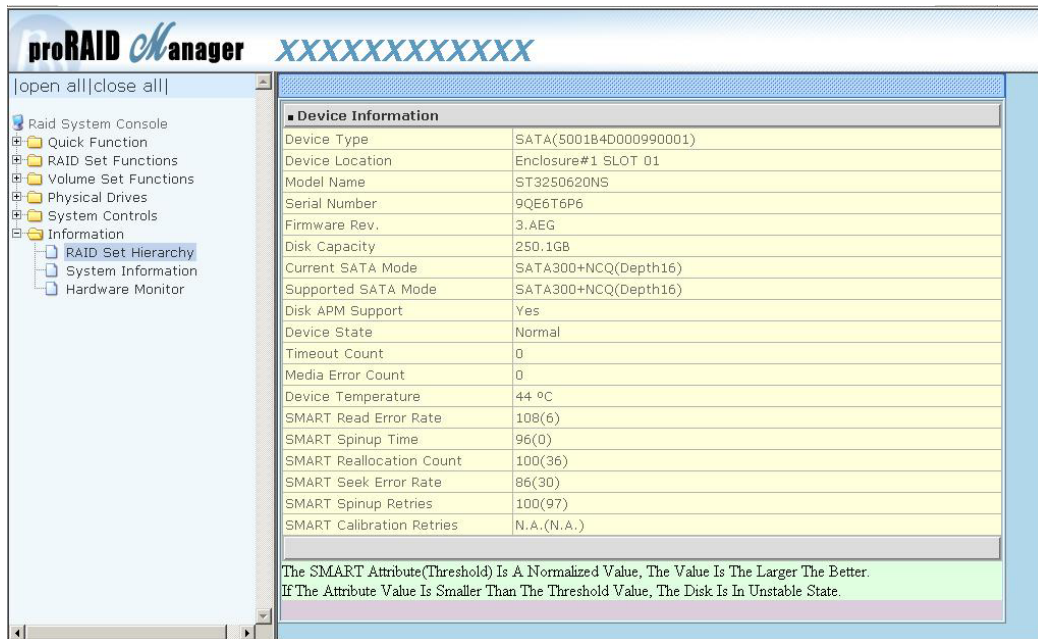 proRAID Manager XXXXXXXXXXXX
|open all|close all|
Raid System Console
Quick Function
RAID Set Functions
Volume Set Functions
Physical Drives
System Controls
Information
RAID Set Hierarchy
System Information
Hardware Monitor
Device Information
Device Type SATA(5001B4D000990001)
Device Location Enclosure#1 SLOT 01
Model Name ST3250620NS
Serial Number 9QE6T6P6
Firmware Rev. 3.AEG
Disk Capacity 250.1GB
Current SATA Mode SATA300+NCQ(Depth16)
Supported SATA Mode SATA300+NCQ(Depth16)
Disk APM Support Yes
Device State Normal
Timeout Count 0
Media Error Count 0
Device Temperature 44 ºC
SMART Read Error Rate 108(6)
SMART Spinup Time 96(0)
SMART Reallocation Count 100(36)
SMART Seek Error Rate 86(30)
SMART Spinup Retries 100(97)
SMART Calibration Retries N.A.(N.A.)
The SMART Attribute(Threshold) Is A Normalized Value, The Value Is The Larger The Better.
If The Attribute Value Is Smaller Than The Threshold Value, The Disk Is In Unstable State.